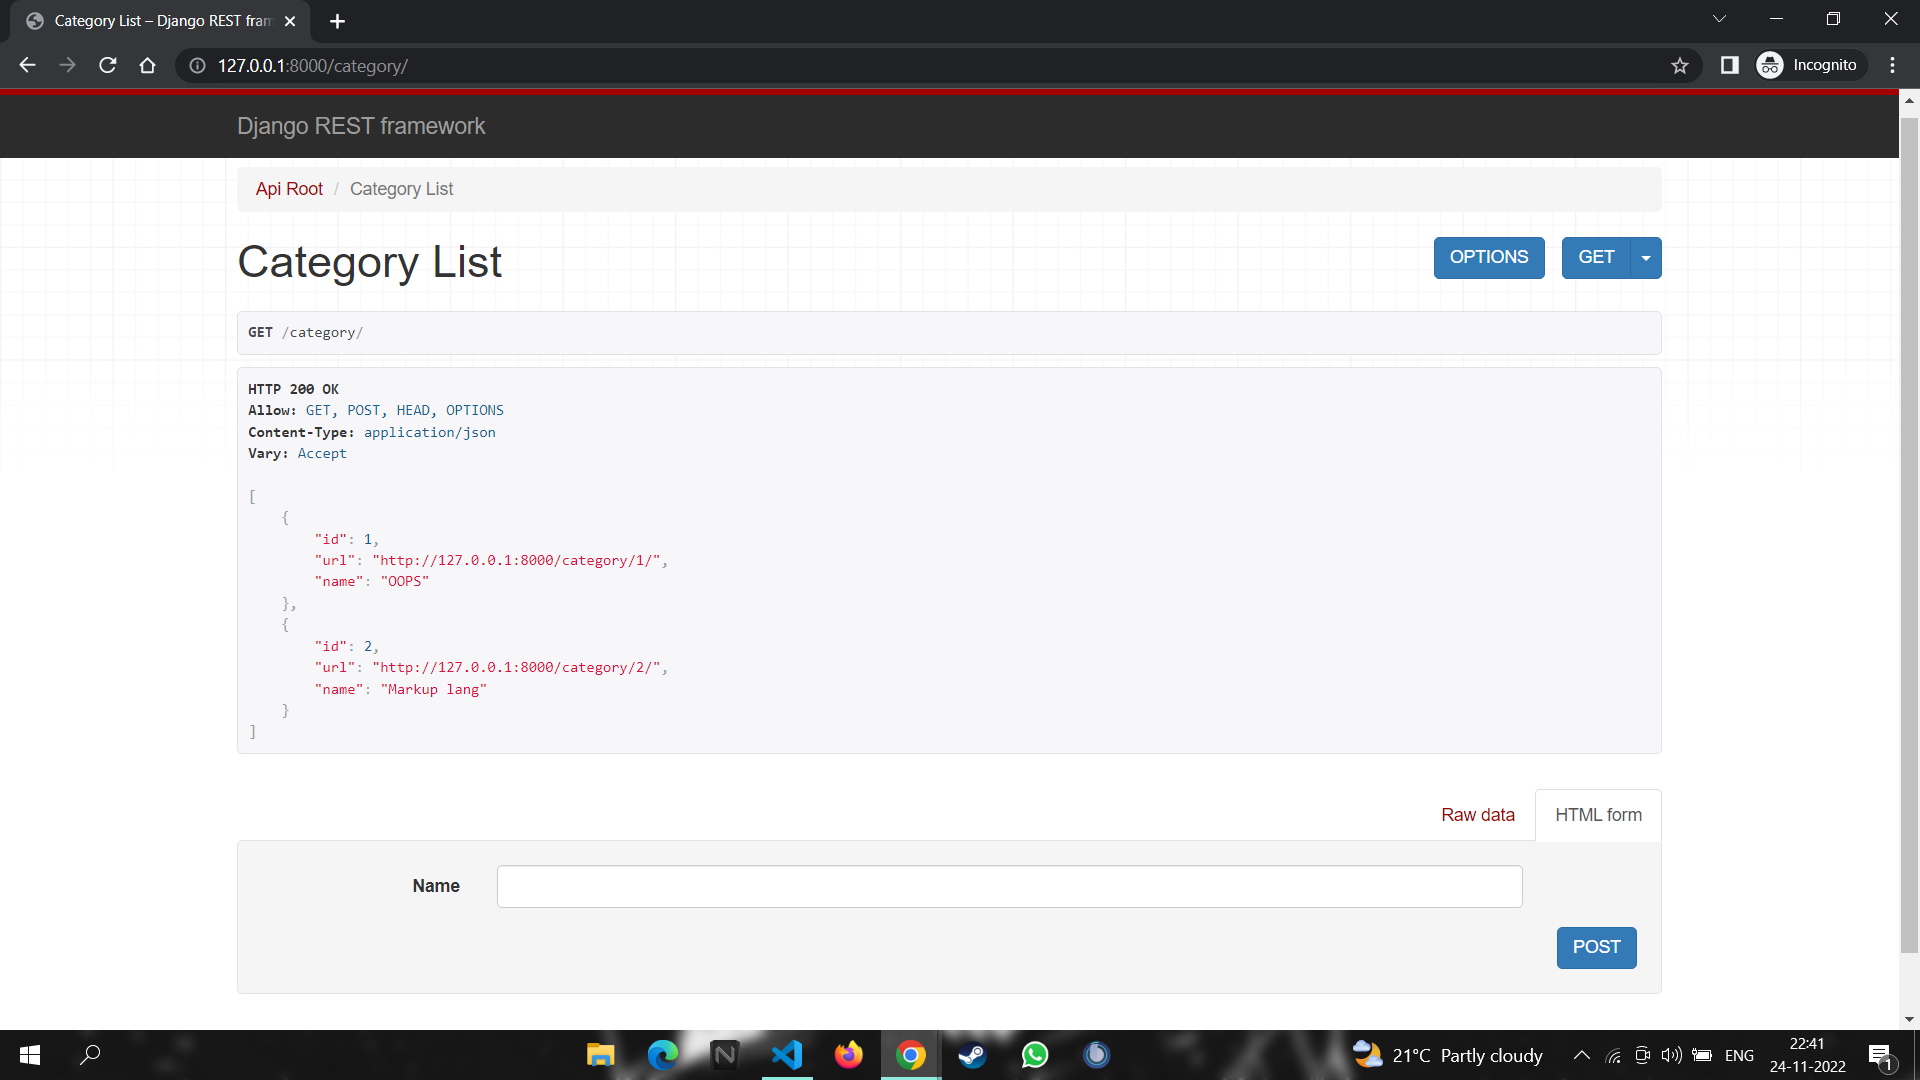 Category List – Django REST fram
127.0.0.1:8000/category/
Incognito
Django REST framework
Api Root / Category List
Category List
OPTIONS
GET
GET /category/
HTTP 200 OK
Allow: GET, POST, HEAD, OPTIONS
Content-Type: application/json
Vary: Accept
[
    {
        "id": 1,
        "url": "http://127.0.0.1:8000/category/1/",
        "name": "OOPS"
    },
    {
        "id": 2,
        "url": "http://127.0.0.1:8000/category/2/",
        "name": "Markup lang"
    }
]
Raw data
HTML form
Name
POST
21°C Partly cloudy
ENG
22:41
24-11-2022
1